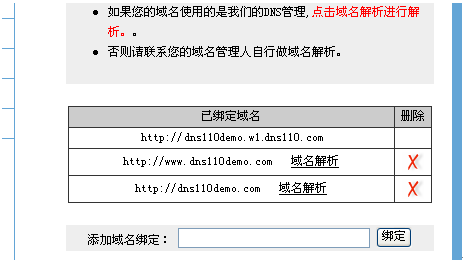 如果您的域名使用的是我们的DNS管理,点击域名解析进行解
析。。
否则请联系您的域名管理人自行做域名解析。
已绑定域名 删除
http://dns110demo.w1.dns110.com
http://www.dns110demo.com 域名解析
http://dns110demo.com 域名解析
添加域名绑定: 绑定